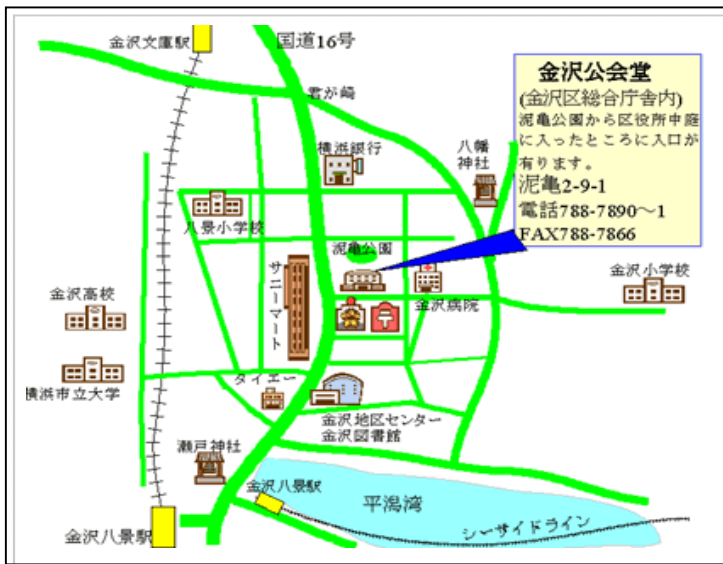 金沢文庫駅
国道16号
君が崎
金沢公会堂
(金沢区総合庁舎内)
泥亀公園から区役所中庭
に入ったところに入口が
有ります。
泥亀2-9-1
電話788-7890〜1
FAX788-7866
横浜銀行
八幡
神社
八景小学校
泥亀公園
サニーマート
金沢病院
金沢小学校
金沢高校
横浜市立大学
タイエー
金沢地区センター
金沢図書館
瀬戸神社
金沢八景駅
平潟湾
シーサイドライン
金沢八景駅